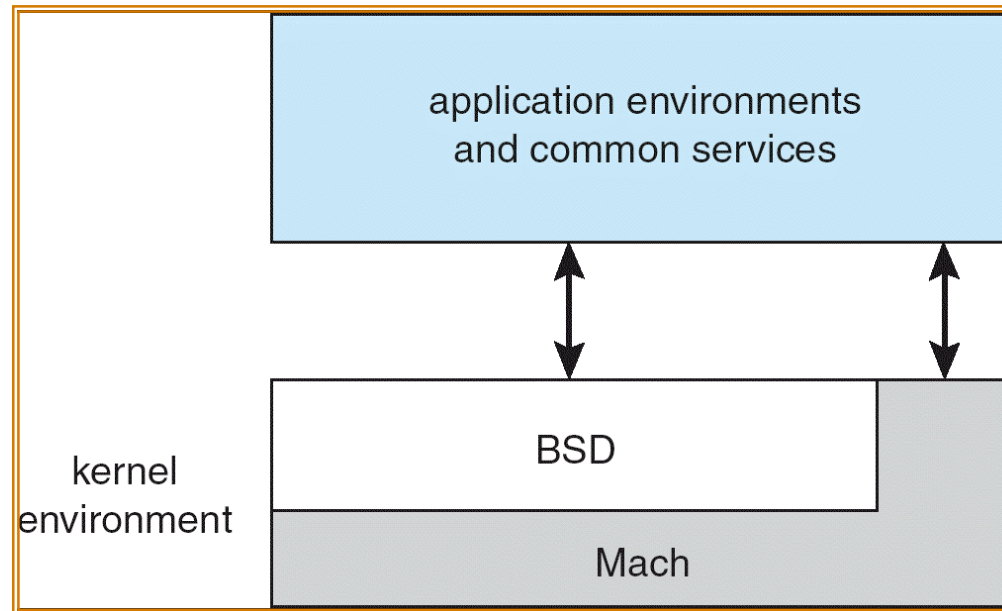 application environments
and common services
BSD
kernel
environment
Mach